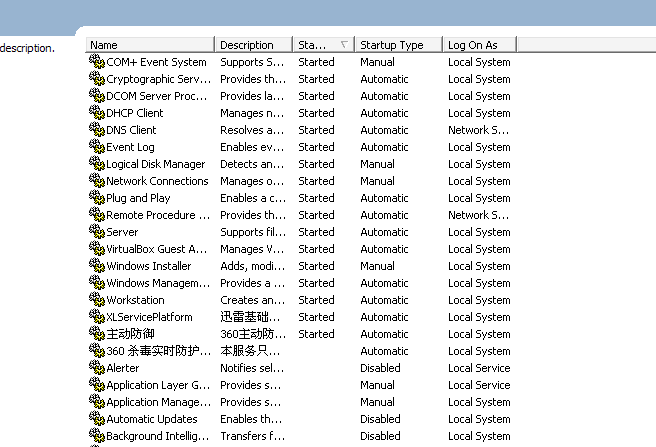 description.
Name Description Sta... Startup Type Log On As
COM+ Event System Supports S... Started Manual Local System
Cryptographic Serv... Provides th... Started Automatic Local System
DCOM Server Proc... Provides la... Started Automatic Local System
DHCP Client Manages n... Started Automatic Local System
DNS Client Resolves a... Started Automatic Network S...
Event Log Enables ev... Started Automatic Local System
Logical Disk Manager Detects an... Started Manual Local System
Network Connections Manages o... Started Manual Local System
Plug and Play Enables a c... Started Automatic Local System
Remote Procedure ... Provides th... Started Automatic Network S...
Server Supports fil... Started Automatic Local System
VirtualBox Guest A... Manages V... Started Automatic Local System
Windows Installer Adds, modi... Started Manual Local System
Windows Managem... Provides a ... Started Automatic Local System
Workstation Creates an... Started Automatic Local System
XLServicePlatform 迅雷基础... Started Automatic Local System
主动防御 360主动防... Started Automatic Local System
360 杀毒实时防护... 本服务只... Automatic Local System
Alerter Notifies sel... Disabled Local Service
Application Layer G... Provides s... Manual Local Service
Application Manage... Provides s... Manual Local System
Automatic Updates Enables th... Disabled Local System
Background Intellig... Transfers f... Disabled Local System